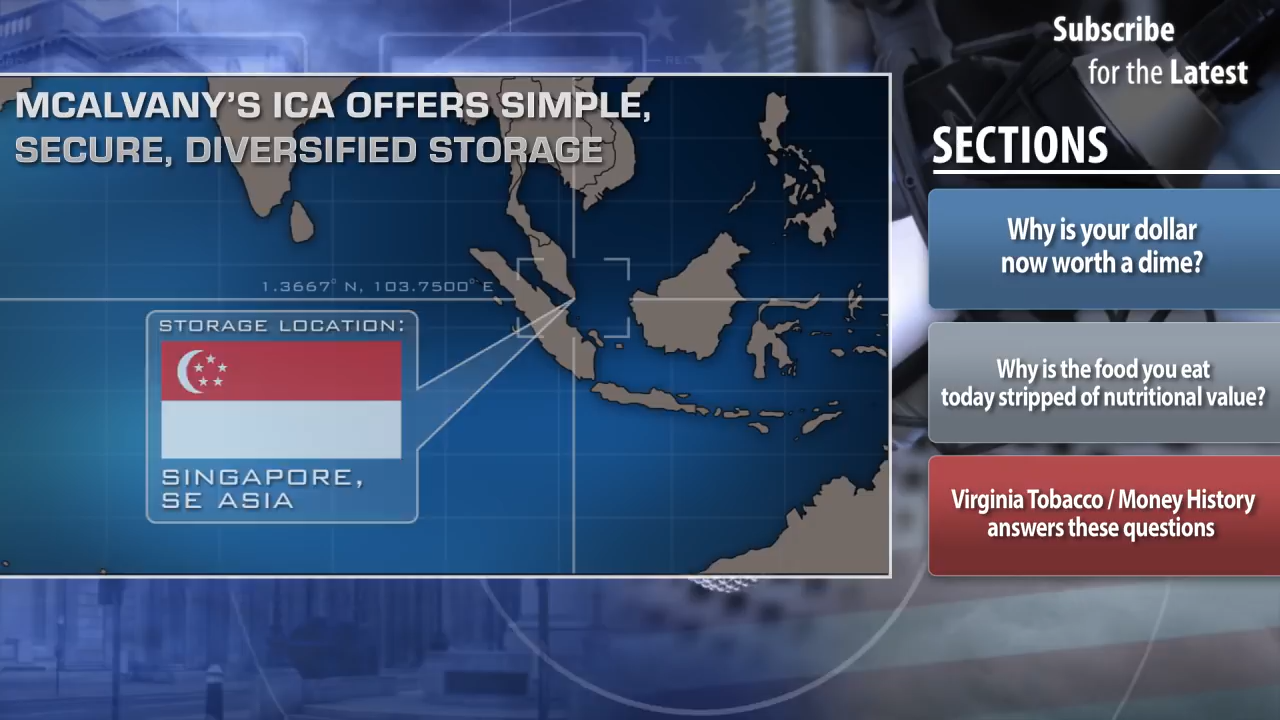 Subscribe
for the Latest
MCALVANY'S ICA OFFERS SIMPLE,
SECURE, DIVERSIFIED STORAGE
1.3667° N, 103.7500° E
STORAGE LOCATION:
SINGAPORE,
SE ASIA
SECTIONS
Why is your dollar
now worth a dime?
Why is the food you eat
today stripped of nutritional value?
Virginia Tobacco / Money History
answers these questions